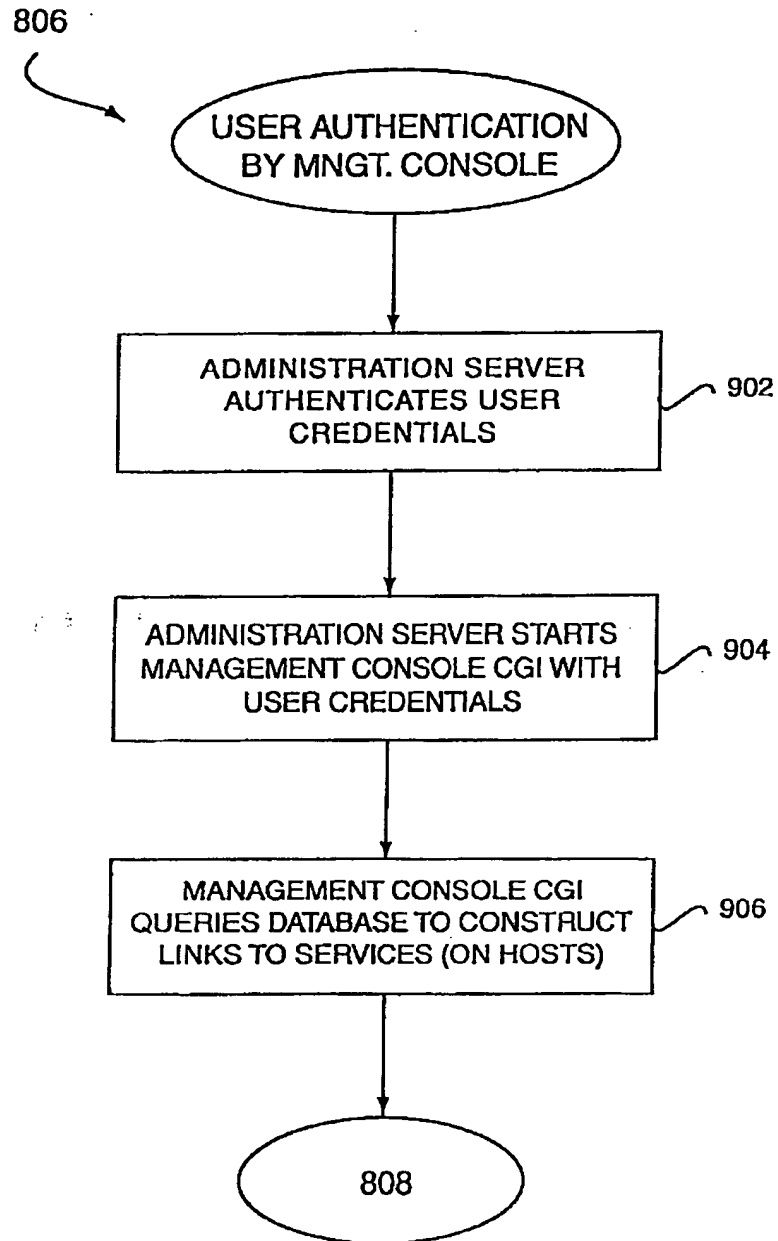 806
USER AUTHENTICATION
BY MNGT. CONSOLE
ADMINISTRATION SERVER
AUTHENTICATES USER
CREDENTIALS
902
ADMINISTRATION SERVER STARTS
MANAGEMENT CONSOLE CGI WITH
USER CREDENTIALS
904
MANAGEMENT CONSOLE CGI
QUERIES DATABASE TO CONSTRUCT
LINKS TO SERVICES (ON HOSTS)
906
808